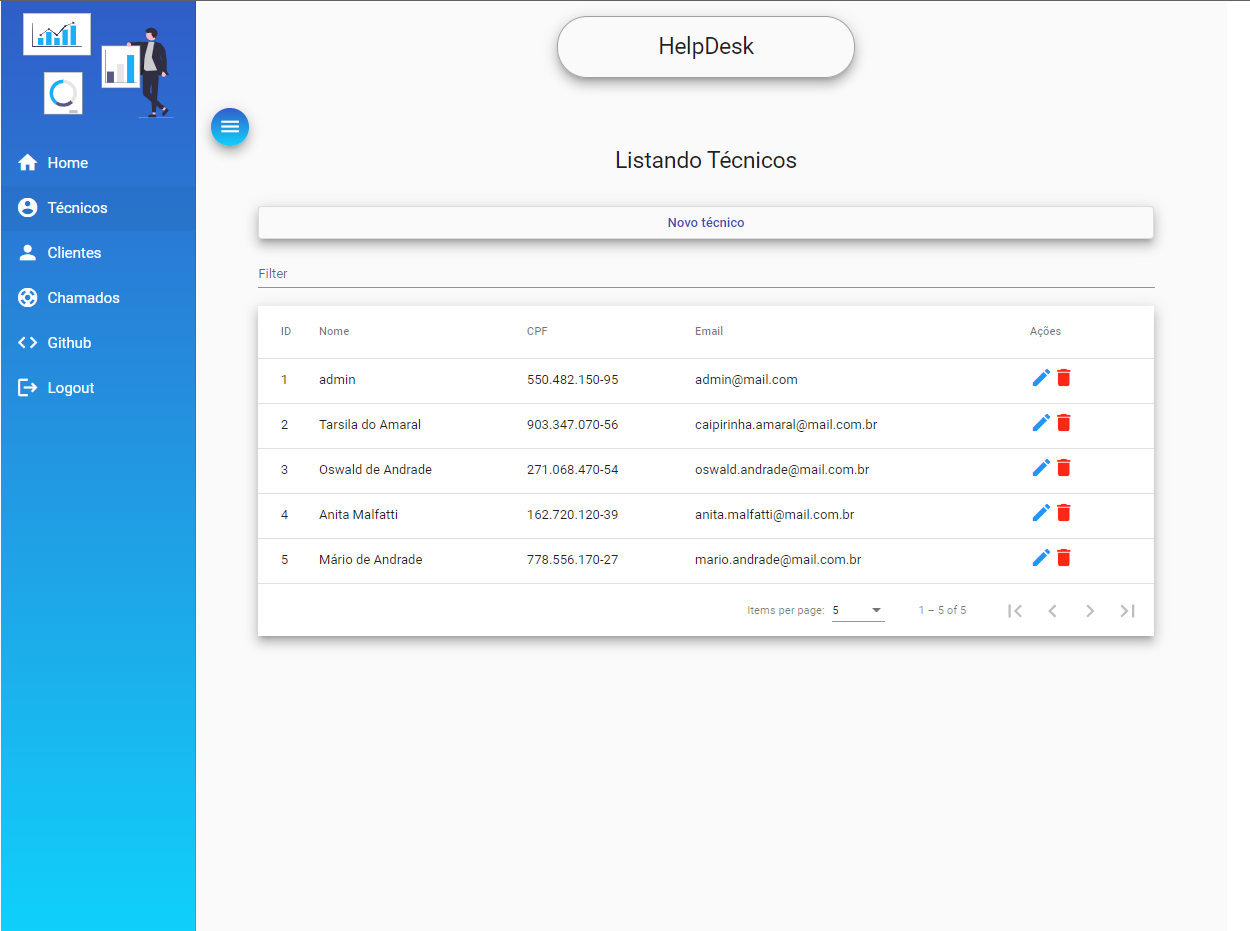 HelpDesk
Home
Técnicos
Clientes
Chamados
Github
Logout
Listando Técnicos
Novo técnico
Filter
ID Nome CPF Email Ações
1 admin 550.482.150-95 admin@mail.com
2 Tarsila do Amaral 903.347.070-56 caipirinha.amaral@mail.com.br
3 Oswald de Andrade 271.068.470-54 oswald.andrade@mail.com.br
4 Anita Malfatti 162.720.120-39 anita.malfatti@mail.com.br
5 Mário de Andrade 778.556.170-27 mario.andrade@mail.com.br
Items per page: 5 1 – 5 of 5